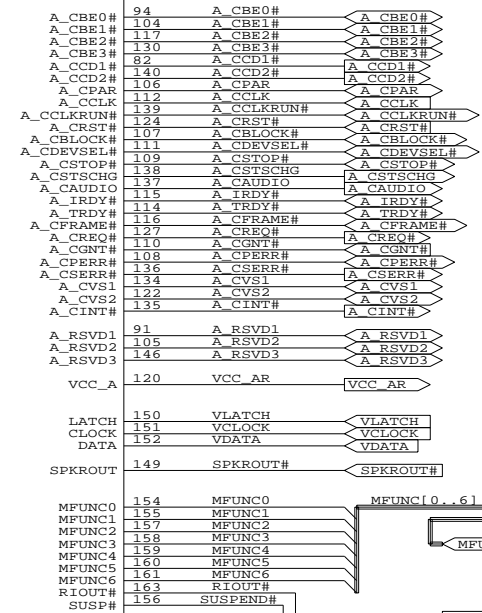 A_CBE0# 94 A_CBE0# A_CBE0#
A_CBE1# 104 A_CBE1# A_CBE1#
A_CBE2# 117 A_CBE2# A_CBE2#
A_CBE3# 130 A_CBE3# A_CBE3#
A_CCD1# 82 A_CCD1# A_CCD1#
A_CCD2# 140 A_CCD2# A_CCD2#
A_CPAR 106 A_CPAR A_CPAR
A_CCLK 112 A_CCLK A_CCLK
A_CCLKRUN# 139 A_CCLKRUN# A_CCLKRUN#
A_CRST# 124 A_CRST# A_CRST#
A_CBLOCK# 107 A_CBLOCK# A_CBLOCK#
A_CDEVSEL# 111 A_CDEVSEL# A_CDEVSEL#
A_CSTOP# 109 A_CSTOP# A_CSTOP#
A_CSTSCHG 138 A_CSTSCHG A_CSTSCHG
A_CAUDIO 137 A_CAUDIO A_CAUDIO
A_IRDY# 115 A_IRDY# A_IRDY#
A_TRDY# 114 A_TRDY# A_TRDY#
A_CFRAME# 116 A_CFRAME# A_CFRAME#
A_CREQ# 127 A_CREQ# A_CREQ#
A_CGNT# 110 A_CGNT# A_CGNT#
A_CPERR# 108 A_CPERR# A_CPERR#
A_CSERR# 136 A_CSERR# A_CSERR#
A_CVS1 134 A_CVS1 A_CVS1
A_CVS2 122 A_CVS2 A_CVS2
A_CINT# 135 A_CINT# A_CINT#
A_RSVD1 91 A_RSVD1 A_RSVD1
A_RSVD2 105 A_RSVD2 A_RSVD2
A_RSVD3 146 A_RSVD3 A_RSVD3
VCC_A 120 VCC_AR VCC_AR
LATCH 150 VLATCH VLATCH
CLOCK 151 VCLOCK VCLOCK
DATA 152 VDATA VDATA
SPKROUT 149 SPKROUT# SPKROUT#
MFUNC0 154 MFUNC0 MFUNC[0..6]
MFUNC1 155 MFUNC1
MFUNC2 157 MFUNC2
MFUNC3 158 MFUNC3 MFU
MFUNC4 159 MFUNC4
MFUNC5 160 MFUNC5
MFUNC6 161 MFUNC6
RIOUT# 163 RIOUT#
SUSP# 156 SUSPEND#